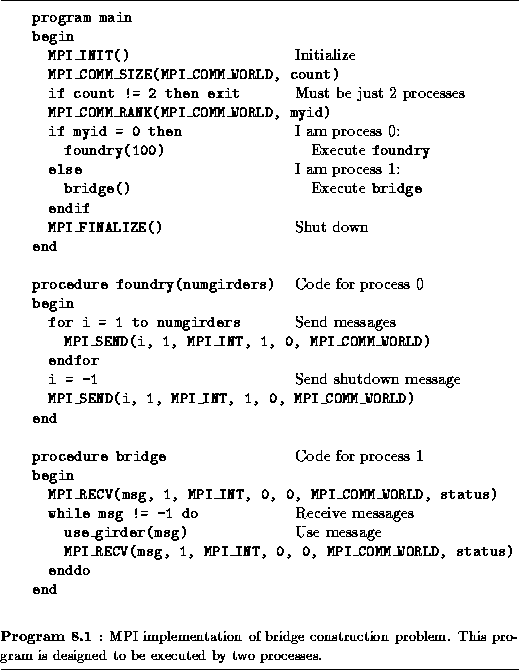 program main
begin
MPI_INIT() Initialize
MPI_COMM_SIZE(MPI_COMM_WORLD, count)
if count != 2 then exit Must be just 2 processes
MPI_COMM_RANK(MPI_COMM_WORLD, myid)
if myid = 0 then I am process 0:
foundry(100) Execute foundry
else I am process 1:
bridge() Execute bridge
endif
MPI_FINALIZE() Shut down
end
procedure foundry(numgirders) Code for process 0
begin
for i = 1 to numgirders Send messages
MPI_SEND(i, 1, MPI_INT, 1, 0, MPI_COMM_WORLD)
endfor
i = -1 Send shutdown message
MPI_SEND(i, 1, MPI_INT, 1, 0, MPI_COMM_WORLD)
end
procedure bridge Code for process 1
begin
MPI_RECV(msg, 1, MPI_INT, 0, 0, MPI_COMM_WORLD, status)
while msg != -1 do Receive messages
use_girder(msg) Use message
MPI_RECV(msg, 1, MPI_INT, 0, 0, MPI_COMM_WORLD, status)
enddo
end
Program 8.1 : MPI implementation of bridge construction problem. This pro-
gram is designed to be executed by two processes.